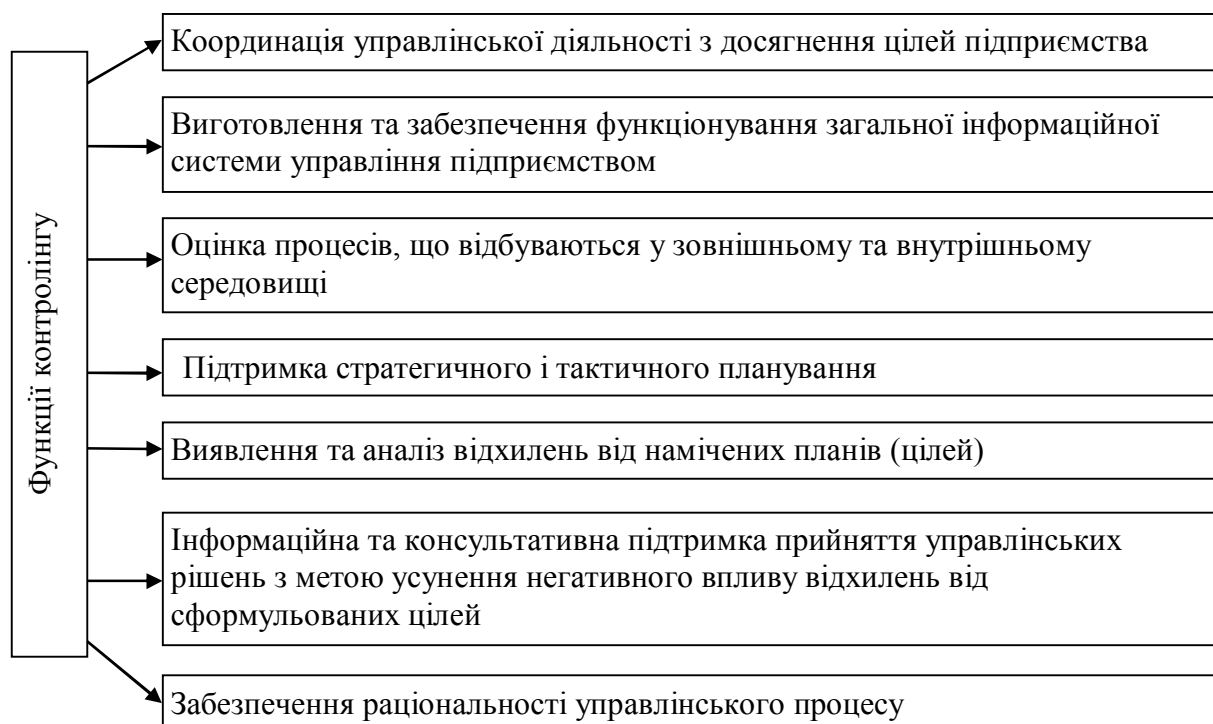 Функції контролінгу
Координація управлінської діяльності з досягнення цілей підприємства
Виготовлення та забезпечення функціонування загальної інформаційної
системи управління підприємством
Оцінка процесів, що відбуваються у зовнішньому та внутрішньому
середовищі
Підтримка стратегичного і тактичного планування
Виявлення та аналіз відхилень від намічених планів (цілей)
Інформаційна та консультативна підтримка прийняття управлінських
рішень з метою усунення негативного впливу відхилень від
сформульованих цілей
Забезпечення раціональності управлінського процесу